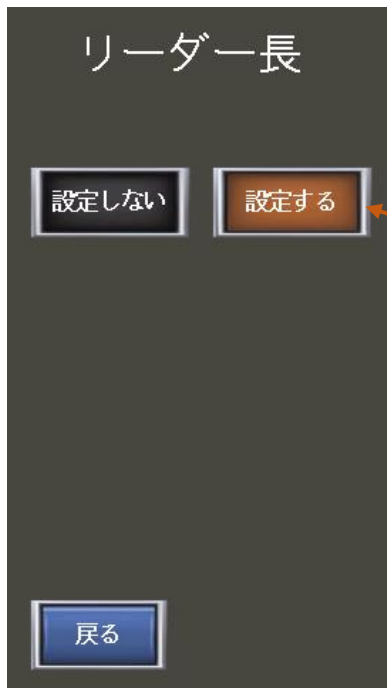 リーダー長
設定しない 設定する
戻る